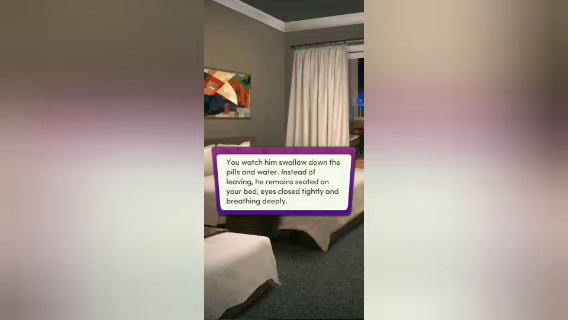 You watch him swallow down the
pills and water. Instead of
leaving, he remains seated on
your bed, eyes closed tightly and
breathing deeply.